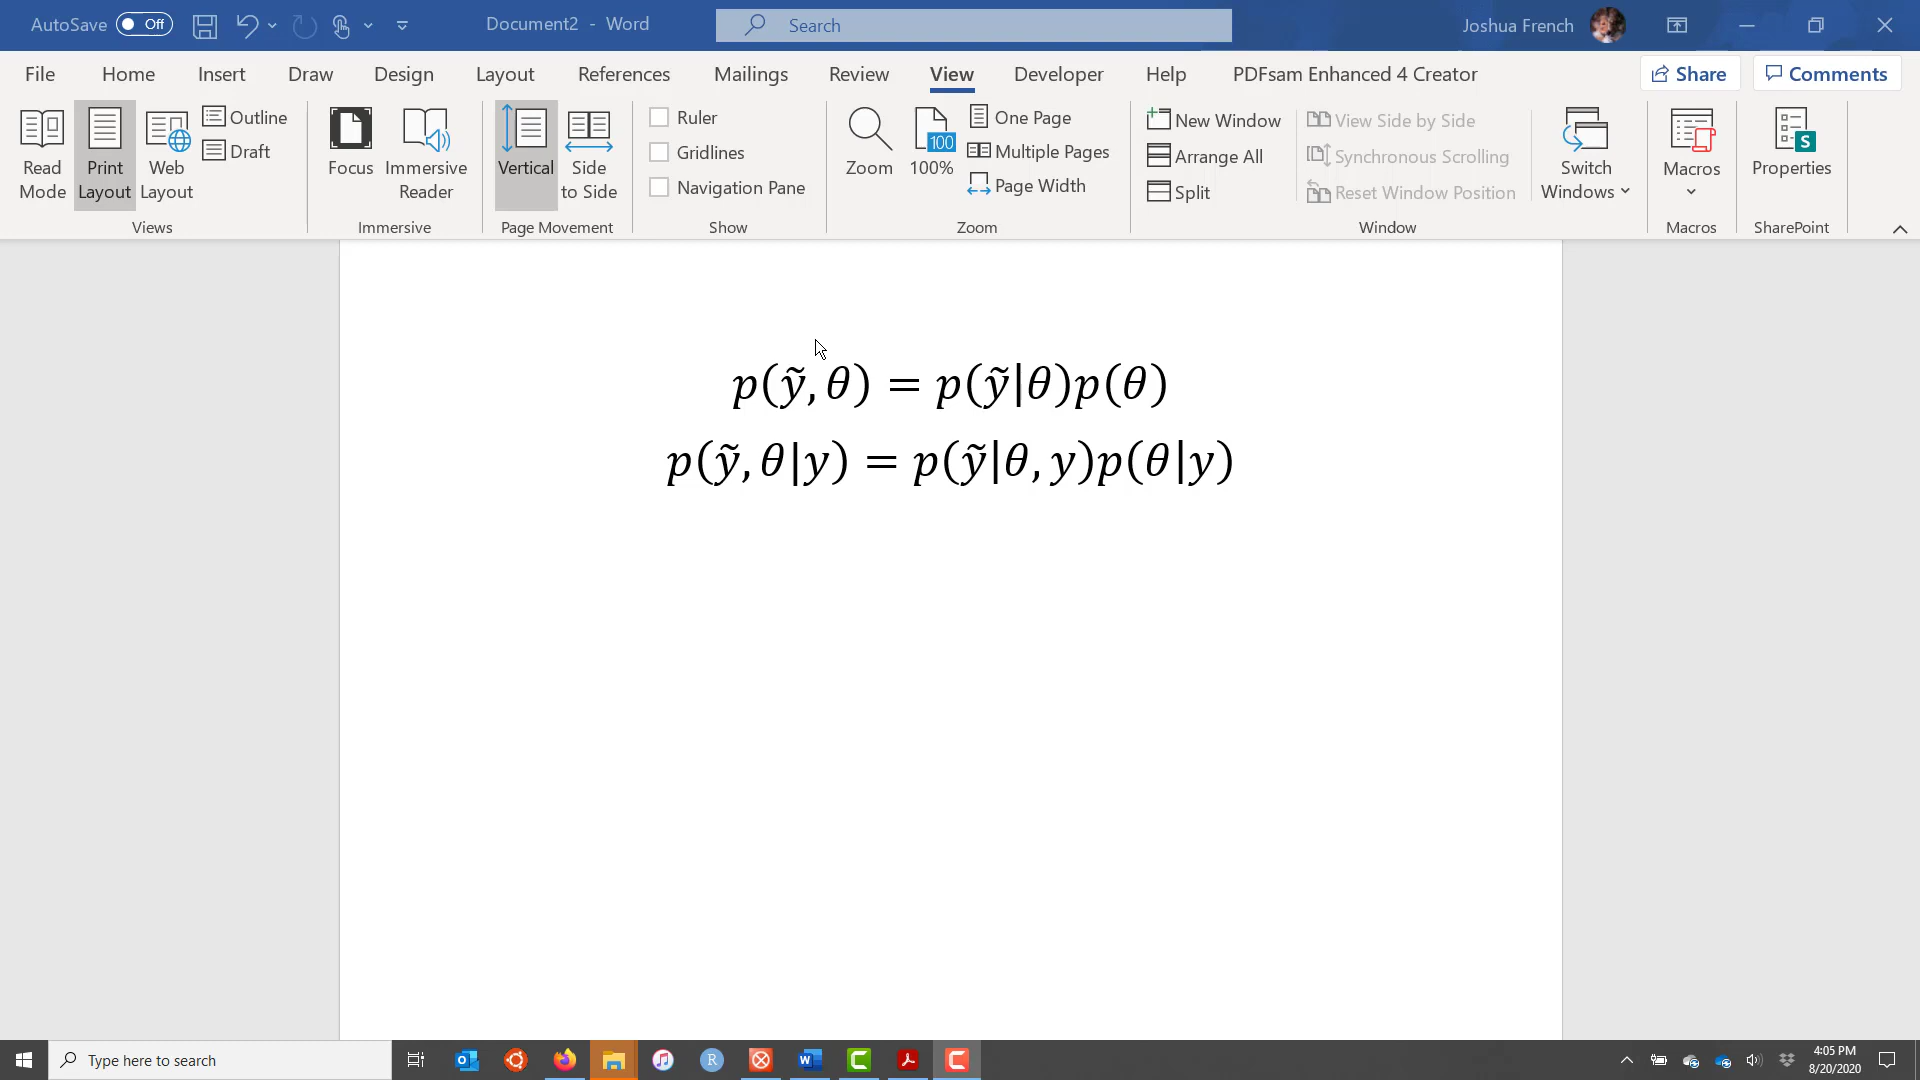 AutoSave Off Document2 - Word Search Joshua French
File Home Insert Draw Design Layout References Mailings Review View Developer Help PDFsam Enhanced 4 Creator Share Comments
Read Mode
Print Layout
Web Layout
Outline
Draft
Views
Focus
Immersive Reader
Immersive
Vertical
Side to Side
Page Movement
Ruler
Gridlines
Navigation Pane
Show
Zoom
100
100%
One Page
Multiple Pages
Page Width
Zoom
New Window
Arrange All
Split
View Side by Side
Synchronous Scrolling
Reset Window Position
Switch Windows
Window
Macros
Macros
S
Properties
SharePoint
p(ỹ, θ) = p(ỹ|θ)p(θ)
p(ỹ, θ|y) = p(ỹ|θ, y)p(θ|y)
Type here to search
R
4:05 PM
8/20/2020